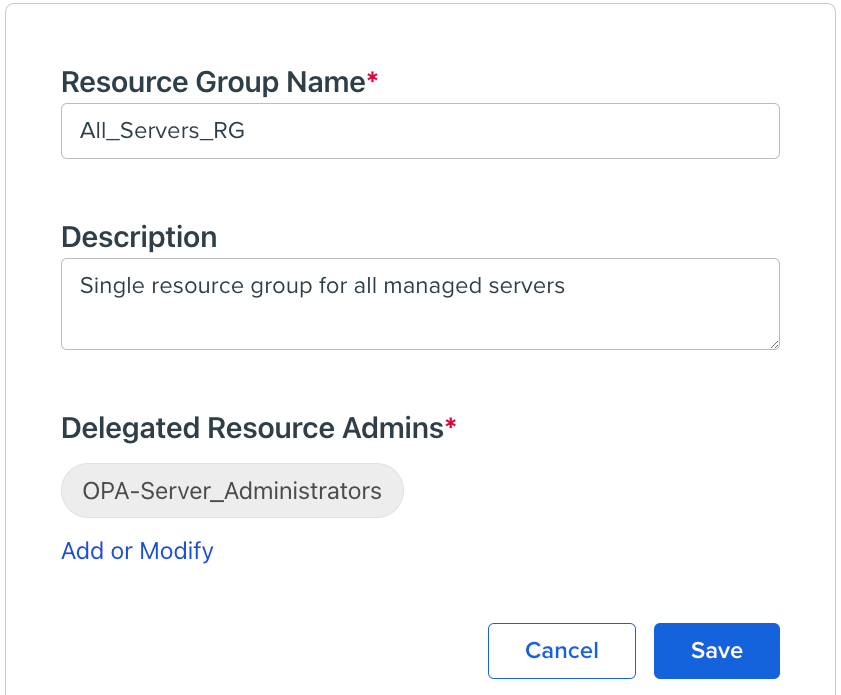 Resource Group Name*
All_Servers_RG
Description
Single resource group for all managed servers
Delegated Resource Admins*
OPA-Server_Administrators
Add or Modify
Cancel Save